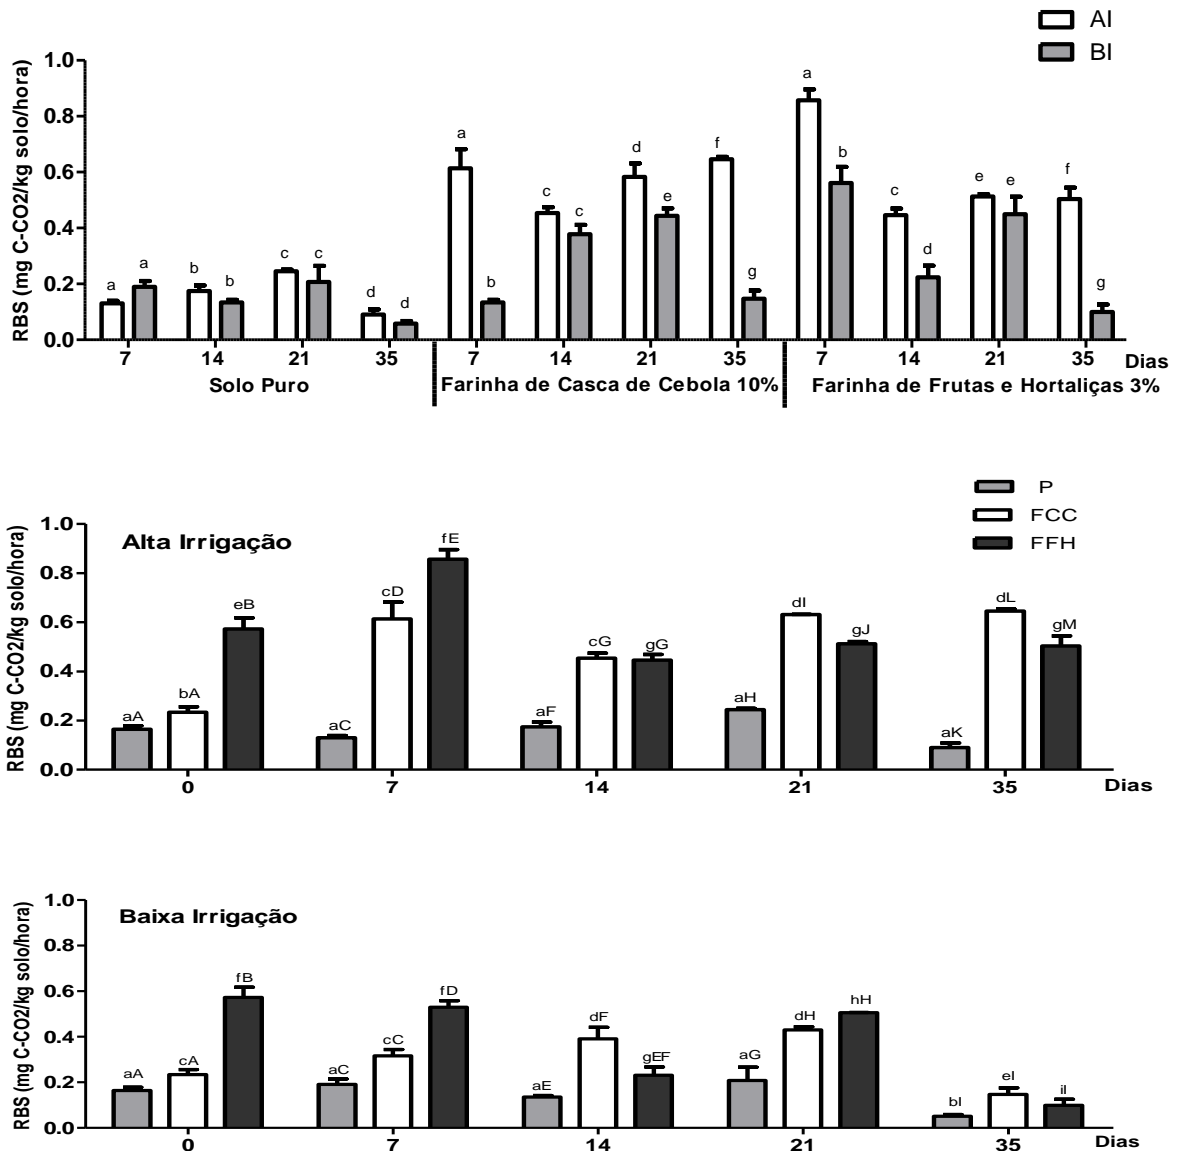 AI
BI
RBS (mg C-CO2/kg solo/hora)
1.0
0.8
0.6
0.4
0.2
0.0
a a b b c c d d
a b c c d e f g
a b c d e e f g
7 14 21 35 7 14 21 35 7 14 21 35 Dias
Solo Puro Farinha de Casca de Cebola 10% Farinha de Frutas e Hortaliças 3%
P
FCC
FFH
Alta Irrigação
RBS (mg C-CO2/kg solo/hora)
1.0
0.8
0.6
0.4
0.2
0.0
aA bA eB aC cD fE aF cG gG aH dI gJ aK dL gM
0 7 14 21 35 Dias
Baixa Irrigação
RBS (mg C-CO2/kg solo/hora)
1.0
0.8
0.6
0.4
0.2
0.0
aA cA fB aC cC fD aE dF gEF aG dH hH bI eI iI
0 7 14 21 35 Dias